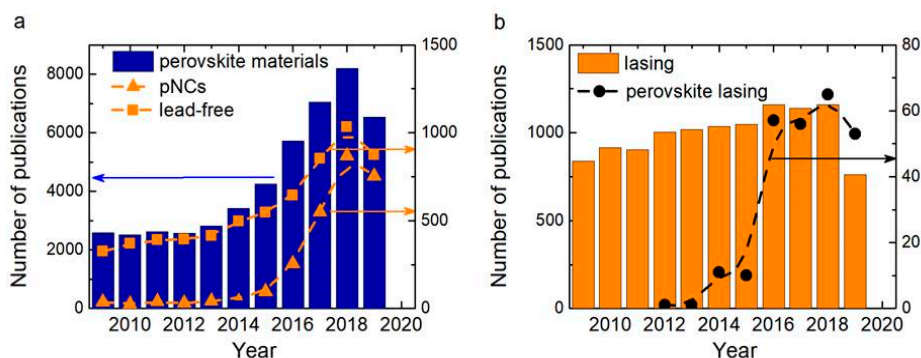 a
Number of publications
8000
6000
4000
2000
0
perovskite materials
pNCs
lead-free
1500
1000
500
0
2010 2012 2014 2016 2018 2020
Year
b
Number of publications
1500
1000
500
0
lasing
perovskite lasing
80
60
40
20
0
2010 2012 2014 2016 2018 2020
Year